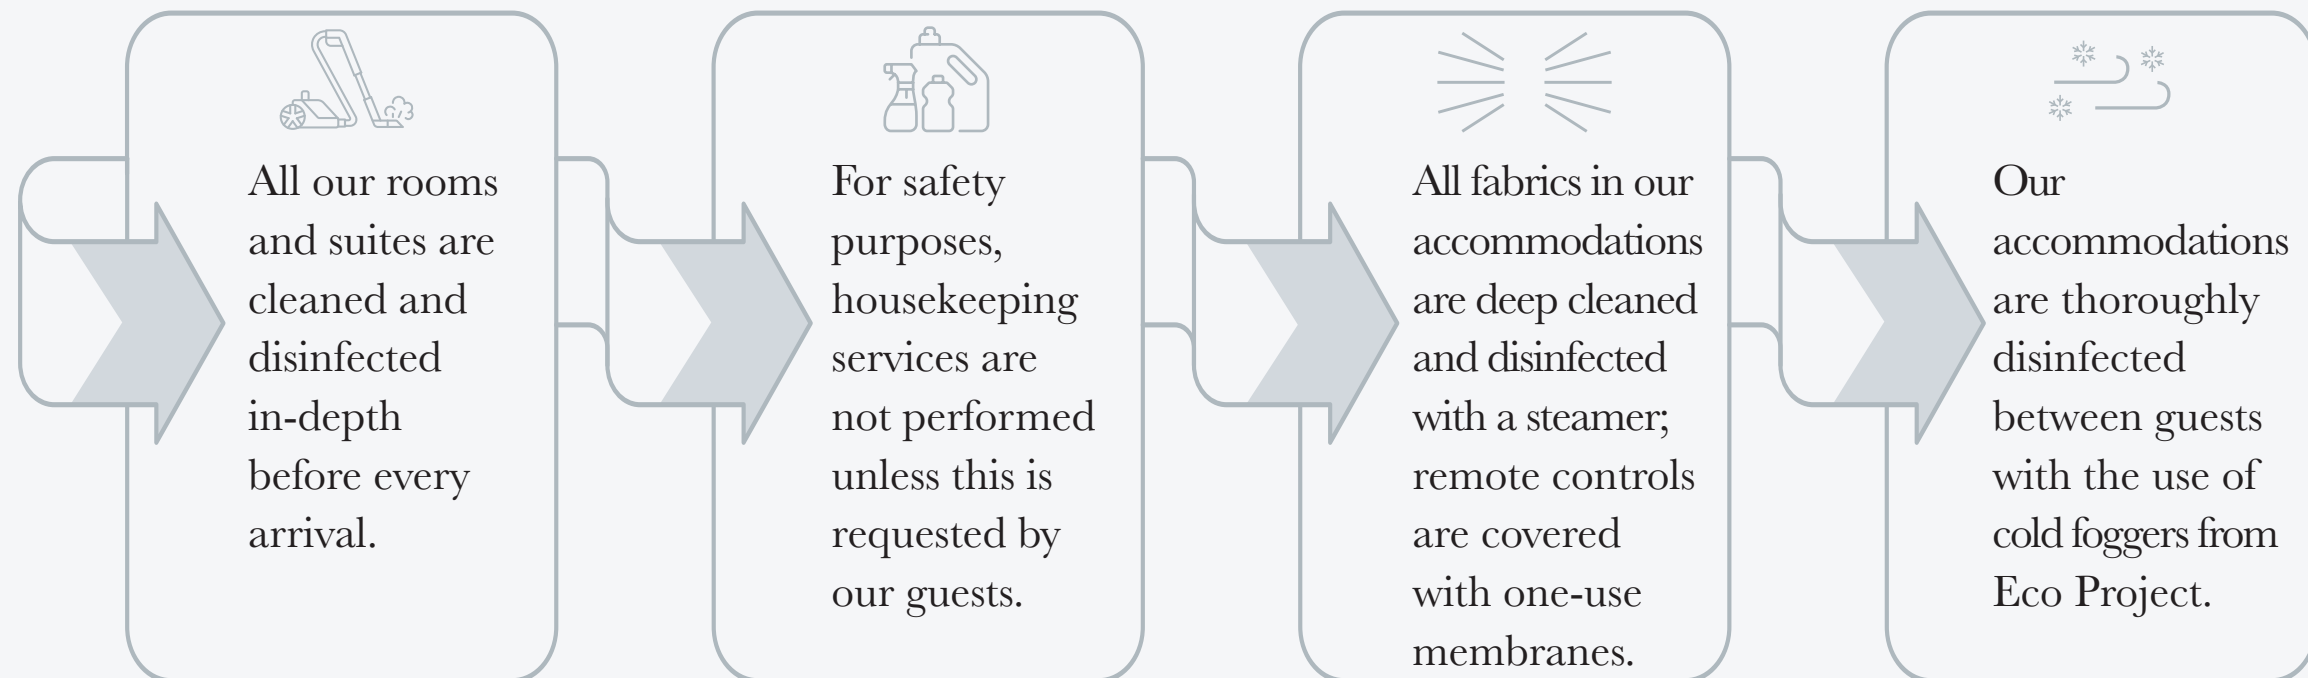 All our rooms
and suites are
cleaned and
disinfected
in-depth
before every
arrival.
For safety
purposes,
housekeeping
services are
not performed
unless this is
requested by
our guests.
All fabrics in our
accommodations
are deep cleaned
and disinfected
with a steamer;
remote controls
are covered
with one-use
membranes.
Our
accommodations
are thoroughly
disinfected
between guests
with the use of
cold foggers from
Eco Project.